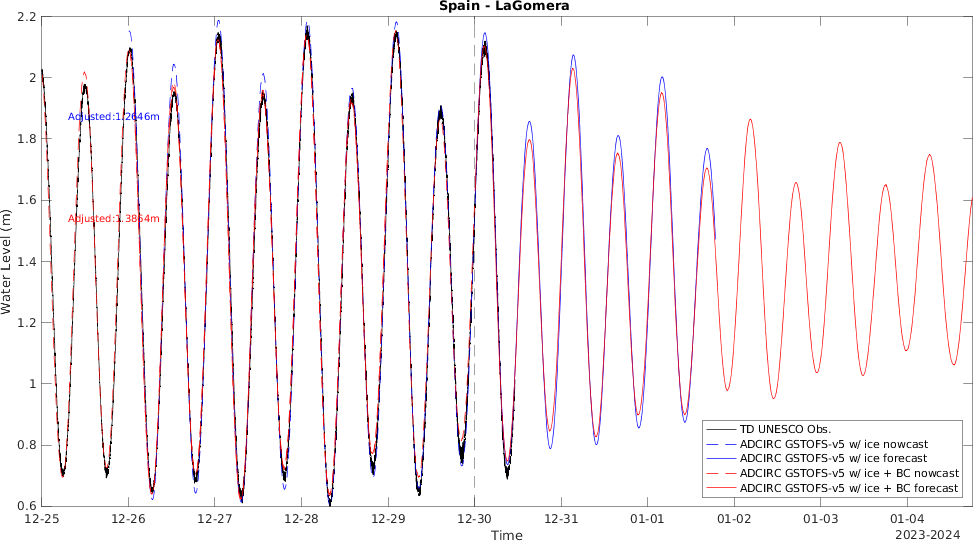 Spain - LaGomera
2.2
2
1.8
1.6
1.4
1.2
1
0.8
0.6
Water Level (m)
Adjusted:1.2646m
Adjusted:1.3864m
TD UNESCO Obs.
ADCIRC GSTOFS-v5 w/ ice nowcast
ADCIRC GSTOFS-v5 w/ ice forecast
ADCIRC GSTOFS-v5 w/ ice + BC nowcast
ADCIRC GSTOFS-v5 w/ ice + BC forecast
12-25 12-26 12-27 12-28 12-29 12-30 12-31 01-01 01-02 01-03 01-04
Time
2023-2024